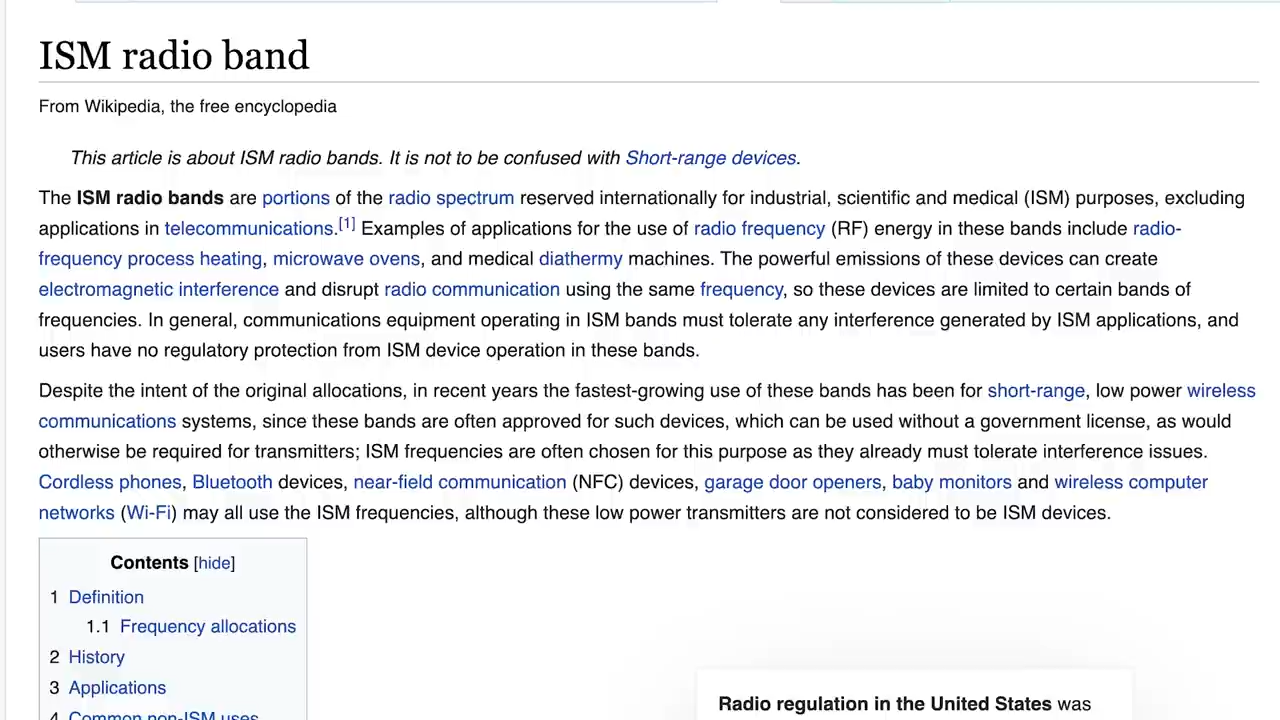 ISM radio band
From Wikipedia, the free encyclopedia
This article is about ISM radio bands. It is not to be confused with Short-range devices.
The ISM radio bands are portions of the radio spectrum reserved internationally for industrial, scientific and medical (ISM) purposes, excluding
applications in telecommunications.[1] Examples of applications for the use of radio frequency (RF) energy in these bands include radio-
frequency process heating, microwave ovens, and medical diathermy machines. The powerful emissions of these devices can create
electromagnetic interference and disrupt radio communication using the same frequency, so these devices are limited to certain bands of
frequencies. In general, communications equipment operating in ISM bands must tolerate any interference generated by ISM applications, and
users have no regulatory protection from ISM device operation in these bands.
Despite the intent of the original allocations, in recent years the fastest-growing use of these bands has been for short-range, low power wireless
communications systems, since these bands are often approved for such devices, which can be used without a government license, as would
otherwise be required for transmitters; ISM frequencies are often chosen for this purpose as they already must tolerate interference issues.
Cordless phones, Bluetooth devices, near-field communication (NFC) devices, garage door openers, baby monitors and wireless computer
networks (Wi-Fi) may all use the ISM frequencies, although these low power transmitters are not considered to be ISM devices.
Contents [hide]
1 Definition
1.1 Frequency allocations
2 History
3 Applications
4 Common non-ISM uses
Radio regulation in the United States was